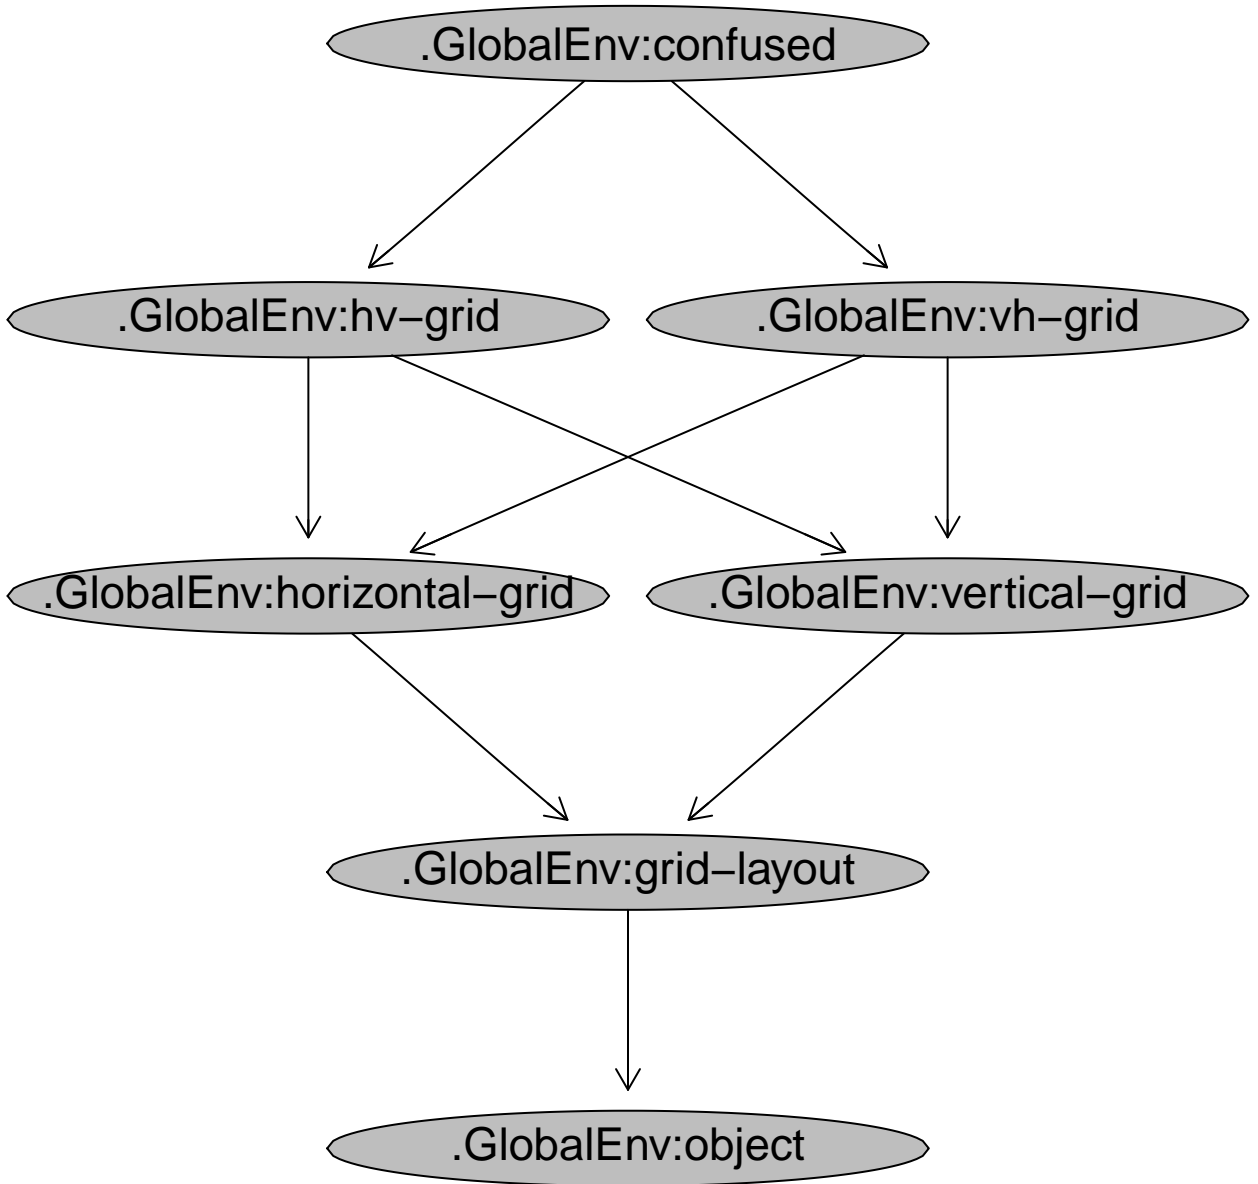 .GlobalEnv:confused
.GlobalEnv:hv−grid
.GlobalEnv:vh−grid
.GlobalEnv:horizontal−grid
.GlobalEnv:vertical−grid
.GlobalEnv:grid−layout
.GlobalEnv:object